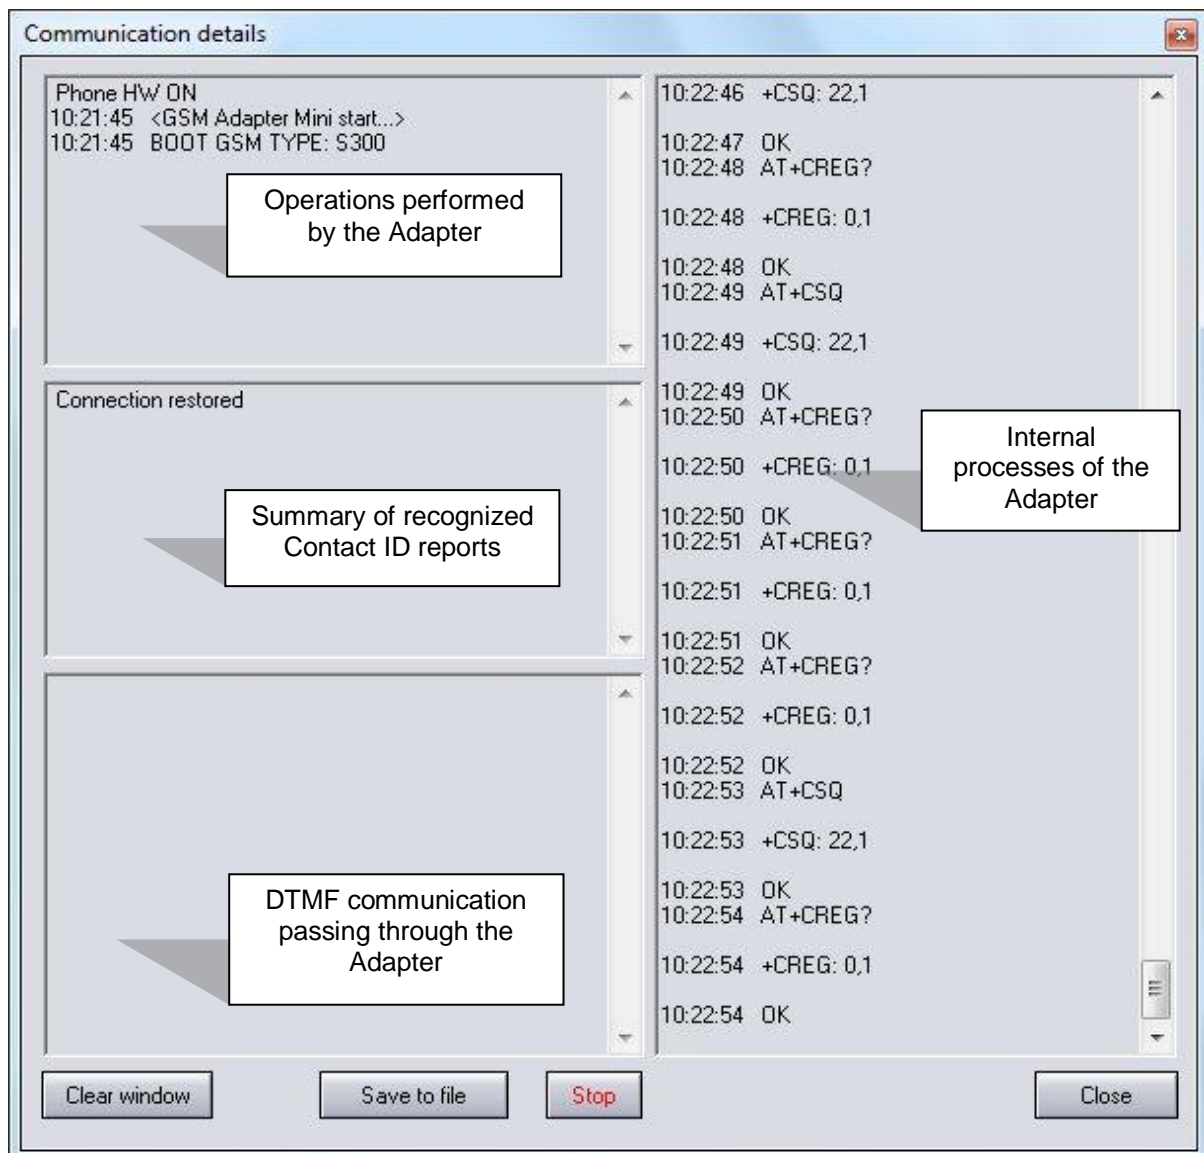 Communication details
Phone HW ON
10:21:45 <GSM Adapter Mini start...>
10:21:45 BOOT GSM TYPE: S300
Operations performed
by the Adapter
Connection restored
Summary of recognized
Contact ID reports
DTMF communication
passing through the
Adapter
10:22:46 +CSQ: 22,1
10:22:47 OK
10:22:48 AT+CREG?
10:22:48 +CREG: 0,1
10:22:48 OK
10:22:49 AT+CSQ
10:22:49 +CSQ: 22,1
10:22:49 OK
10:22:50 AT+CREG?
10:22:50 +CREG: 0,1
10:22:50 OK
10:22:51 AT+CREG?
10:22:51 +CREG: 0,1
10:22:51 OK
10:22:52 AT+CREG?
10:22:52 +CREG: 0,1
10:22:52 OK
10:22:53 AT+CSQ
10:22:53 +CSQ: 22,1
10:22:53 OK
10:22:54 AT+CREG?
10:22:54 +CREG: 0,1
10:22:54 OK
Internal
processes of the
Adapter
Clear window
Save to file
Stop
Close